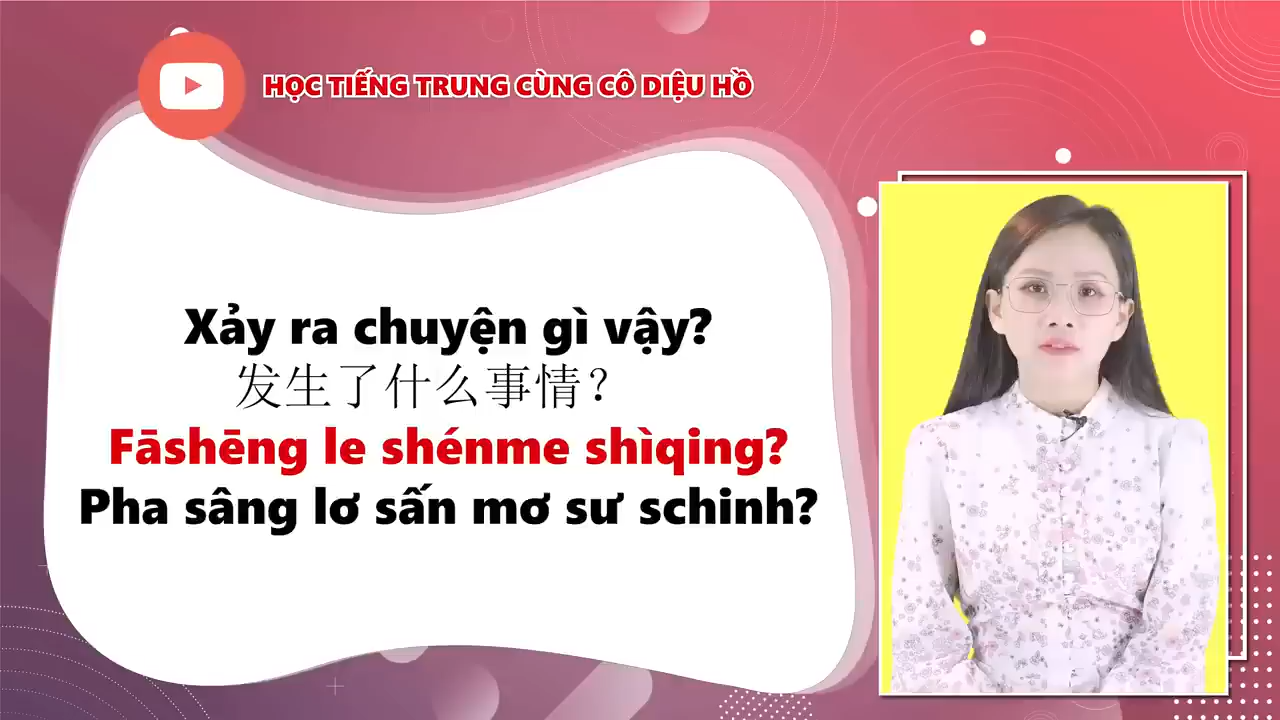 HỌC TIẾNG TRUNG CÙNG CÔ DIỆU HỒ
Xảy ra chuyện gì vậy?
发生了什么事情?
Fāshēng le shénme shìqing?
Pha sâng lơ sấn mơ sư schinh?